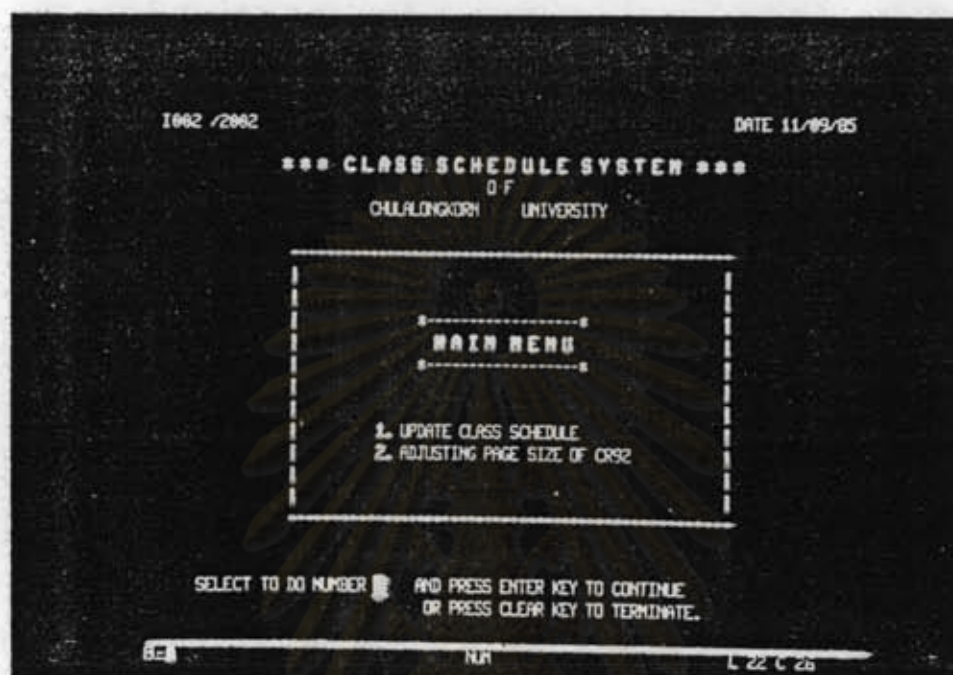 I002 /2002 DATE 11/09/85
*** CLASS SCHEDULE SYSTEM ***
OF
CHULALONGKORN UNIVERSITY
MAIN MENU
1. UPDATE CLASS SCHEDULE
2. ADJUSTING PAGE SIZE OF CR92
SELECT TO DO NUMBER AND PRESS ENTER KEY TO CONTINUE
OR PRESS CLEAR KEY TO TERMINATE.
NUM L 22 C 26